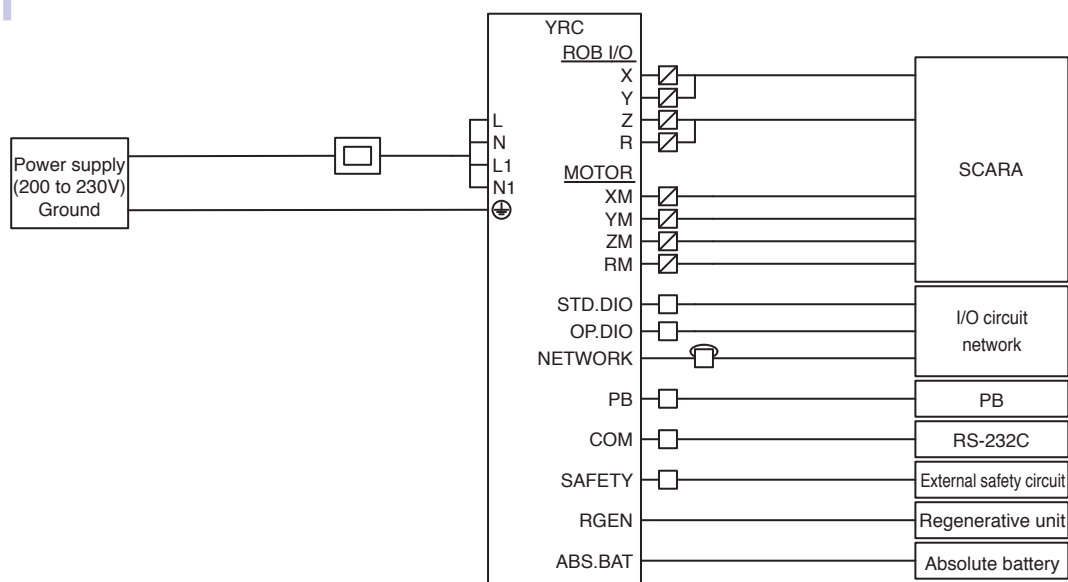 YRC
ROB I/O
X
Y
Z
R
MOTOR
XM
YM
ZM
RM
STD.DIO
OP.DIO
NETWORK
PB
COM
SAFETY
RGEN
ABS.BAT
L
N
L1
N1
Power supply
(200 to 230V)
Ground
SCARA
I/O circuit
network
PB
RS-232C
External safety circuit
Regenerative unit
Absolute battery